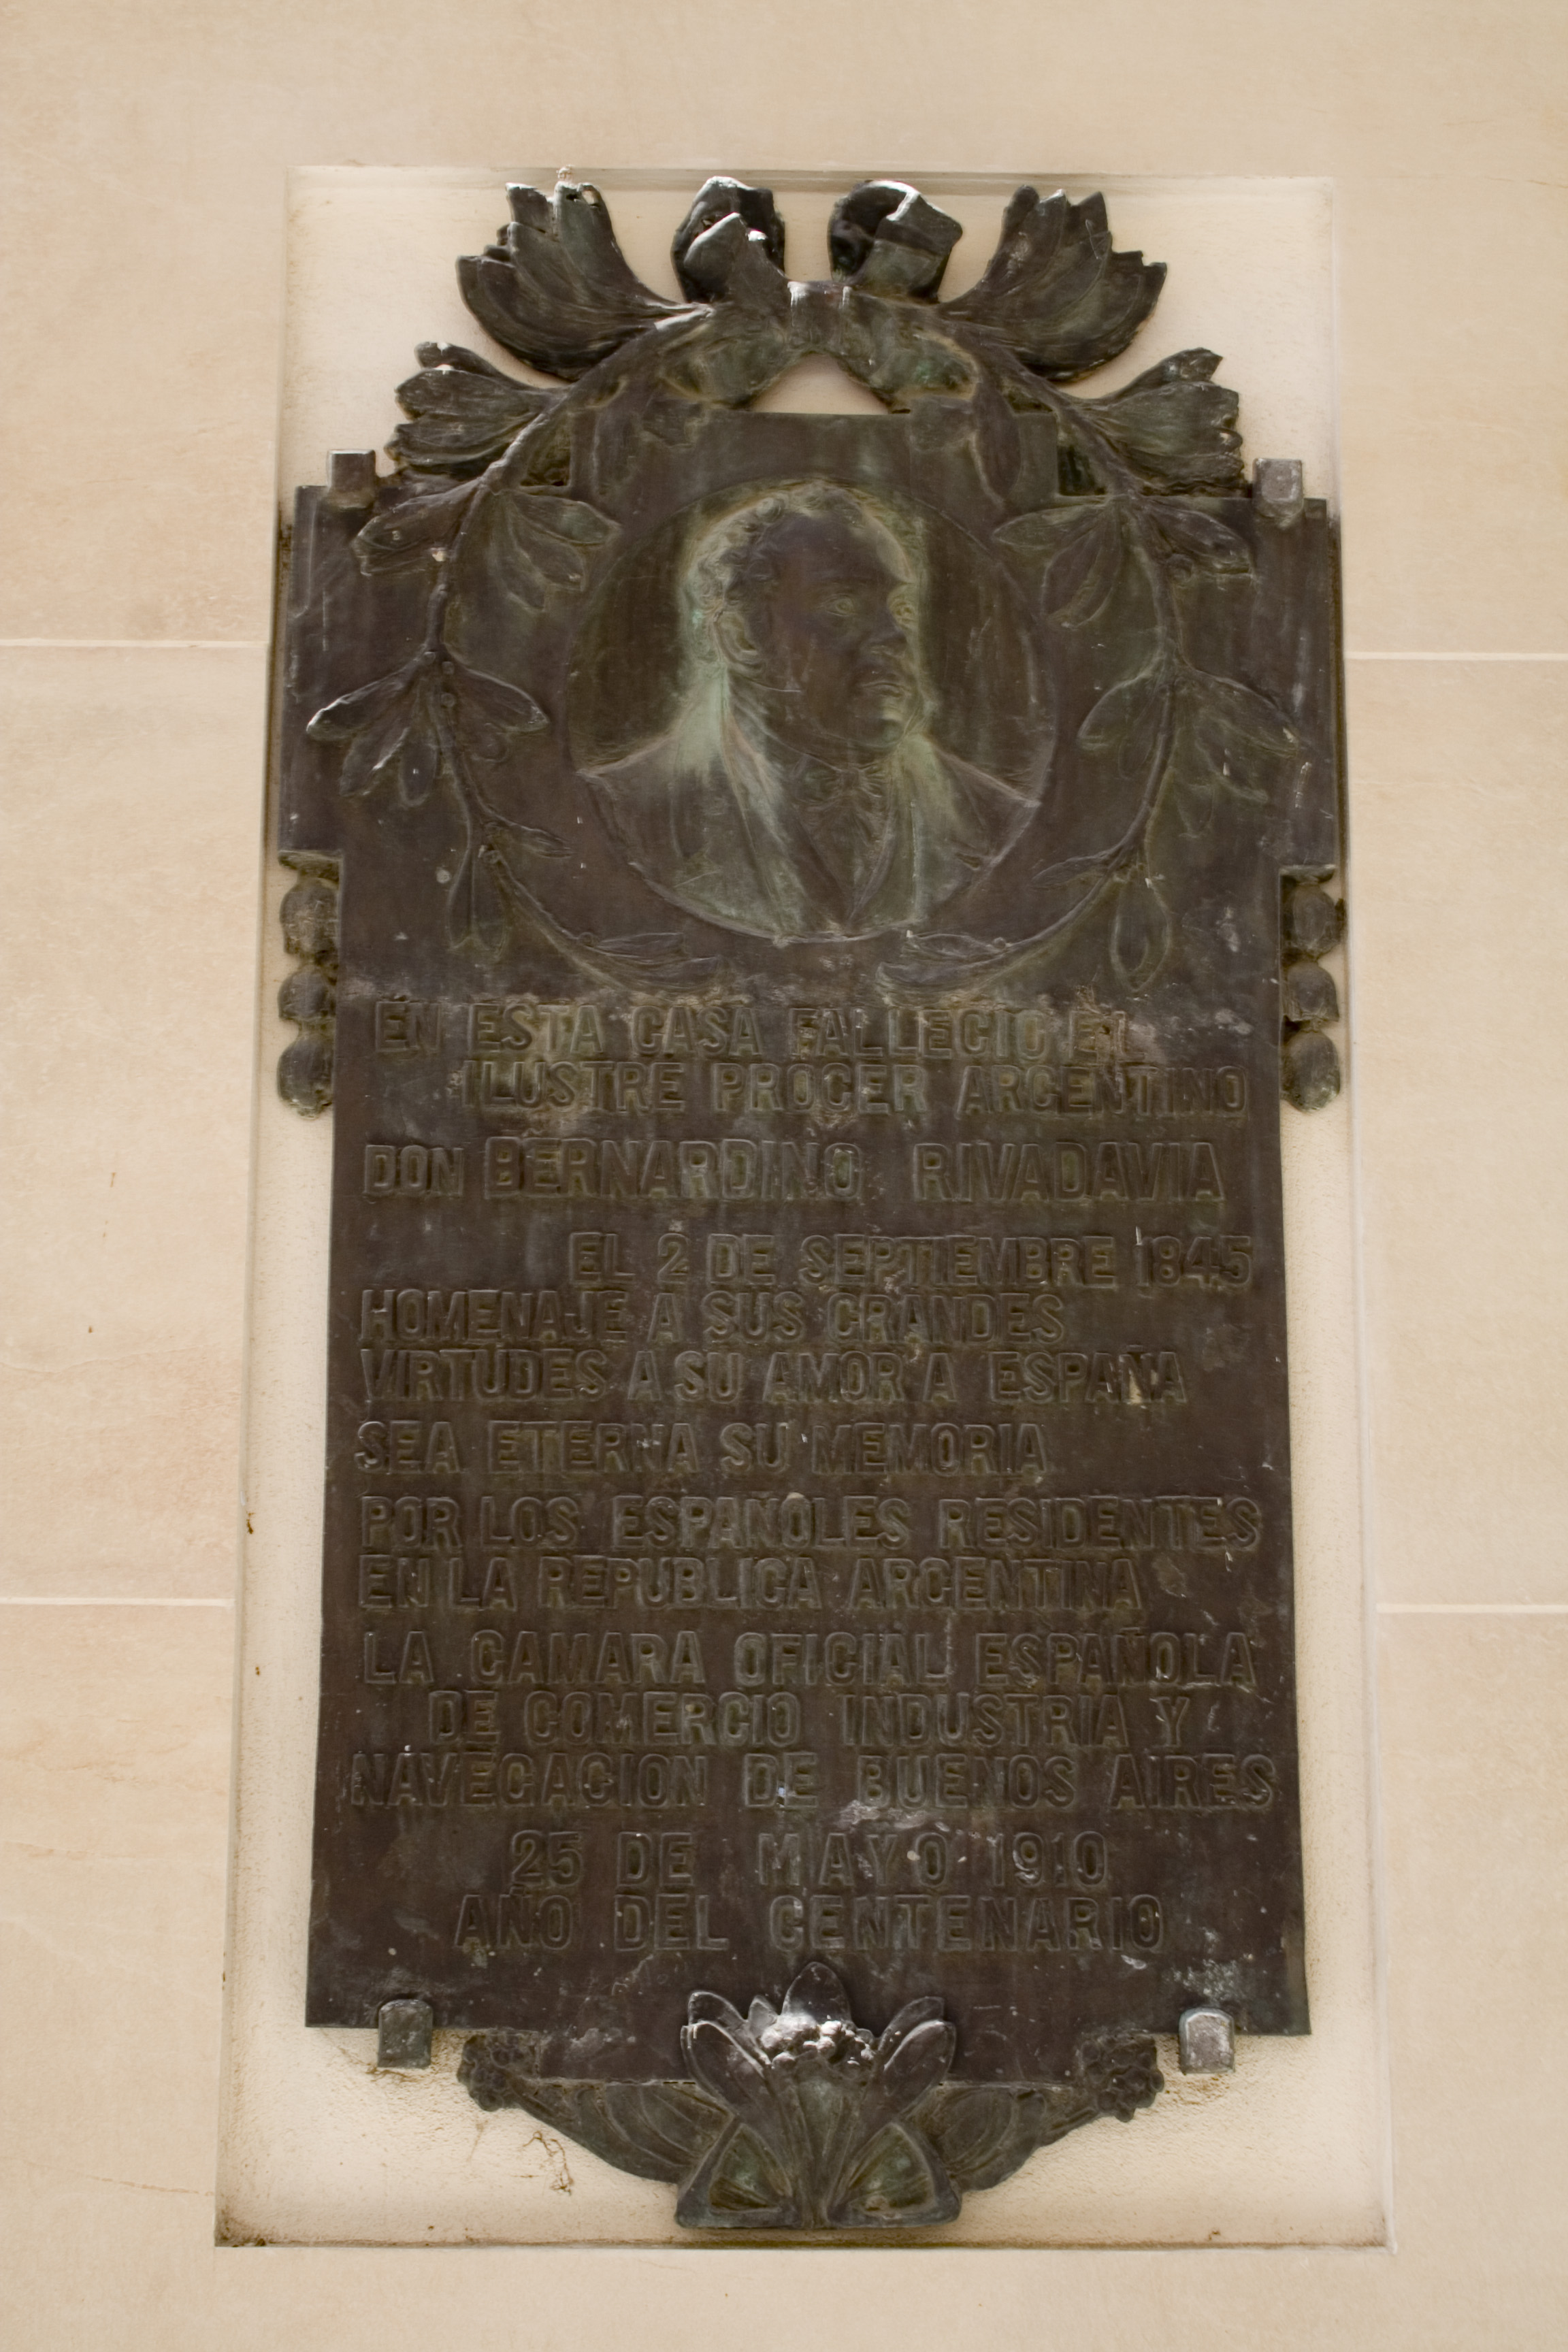 EN ESTA CASA FALLECIO EL
ILUSTRE PROCER ARGENTINO
DON BERNARDINO RIVADAVIA
EL 2 DE SEPTIEMBRE 1845
HOMENAJE A SUS GRANDES
VIRTUDES A SU AMOR A ESPAÑA
SEA ETERNA SU MEMORIA
POR LOS ESPAÑOLES RESIDENTES
EN LA REPUBLICA ARGENTINA
LA CAMARA OFICIAL ESPAÑOLA
DE COMERCIO INDUSTRIA Y
NAVEGACION DE BUENOS AIRES
25 DE MAYO 1910
AÑO DEL CENTENARIO